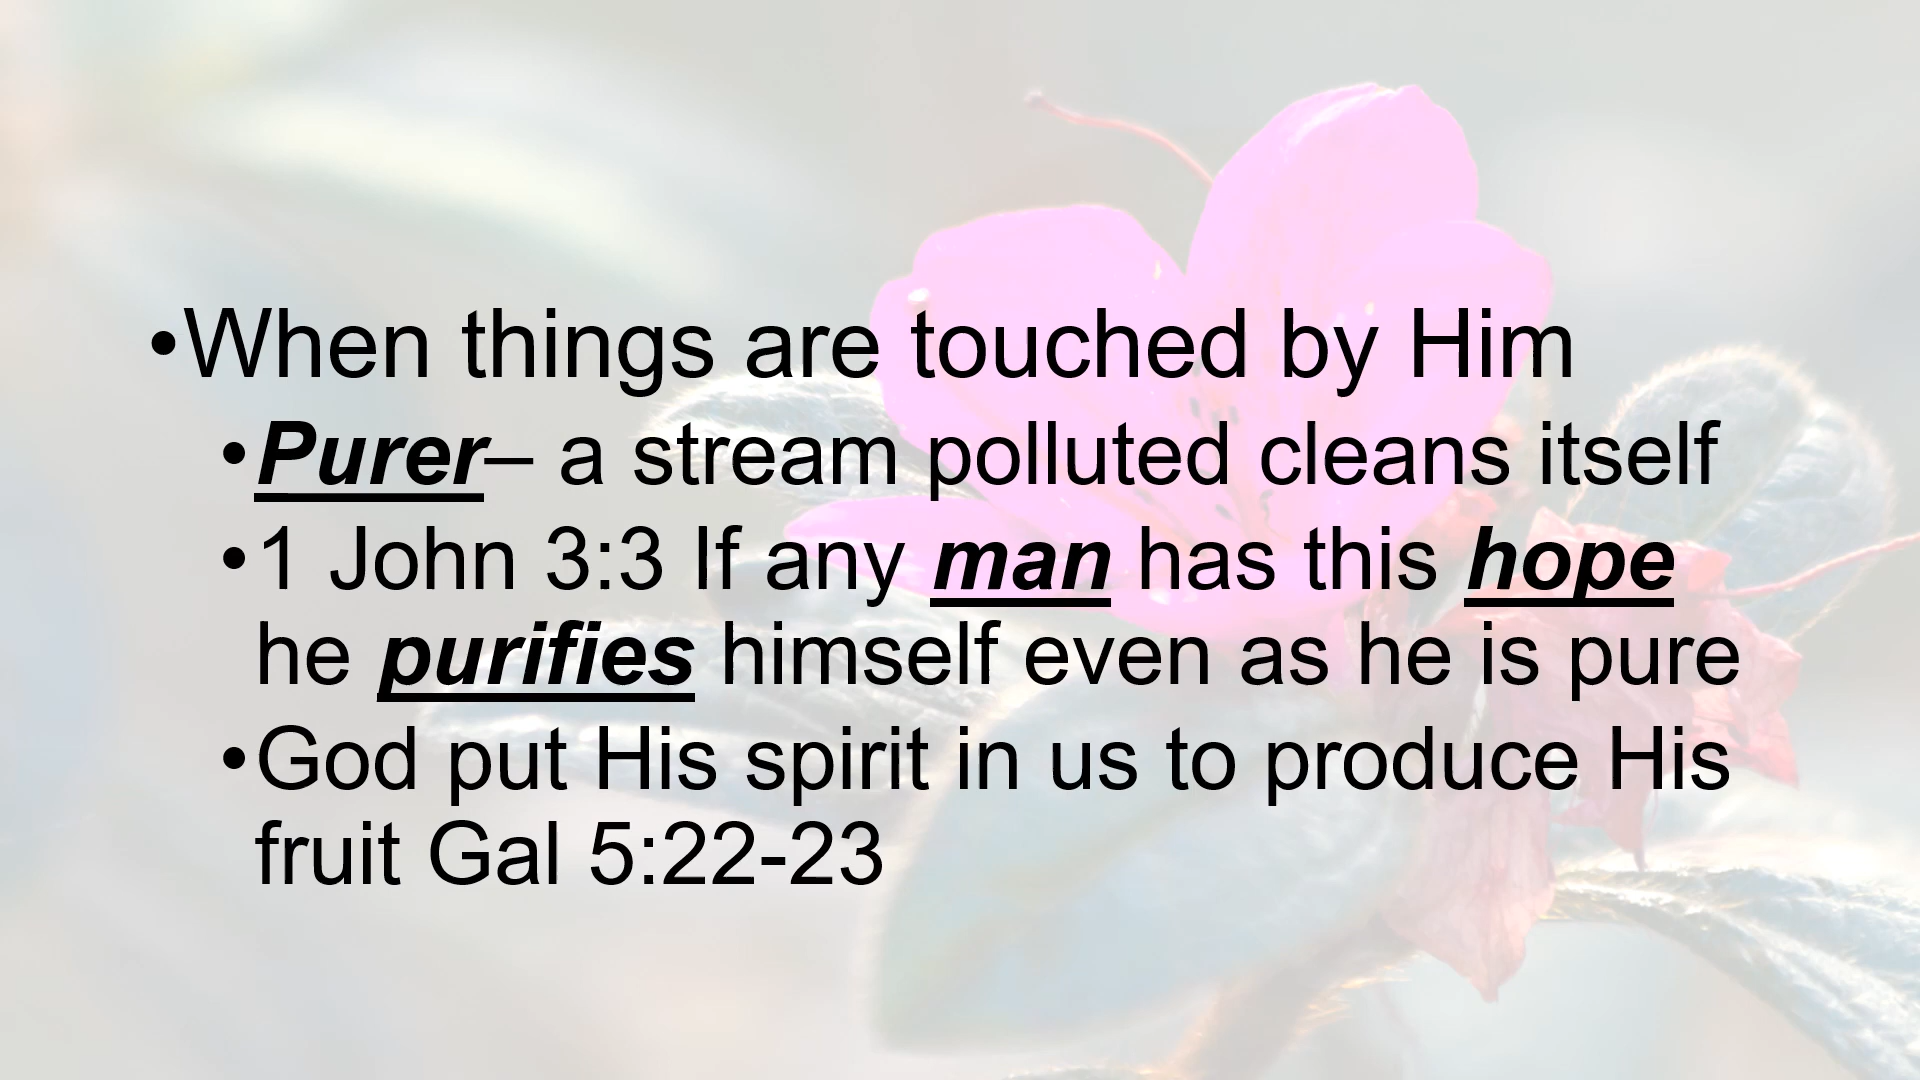 •When things are touched by Him
•Purer– a stream polluted cleans itself
•1 John 3:3 If any man has this hope
he purifies himself even as he is pure
•God put His spirit in us to produce His
fruit Gal 5:22-23